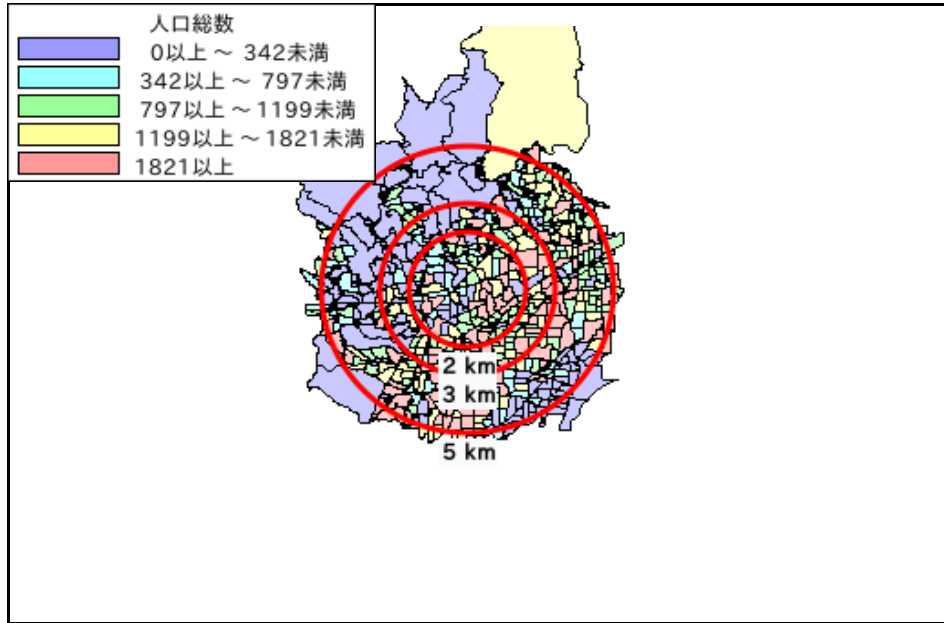 人口総数
0以上 ～ 342未満
342以上 ～ 797未満
797以上 ～ 1199未満
1199以上 ～ 1821未満
1821以上
2 km
3 km
5 km